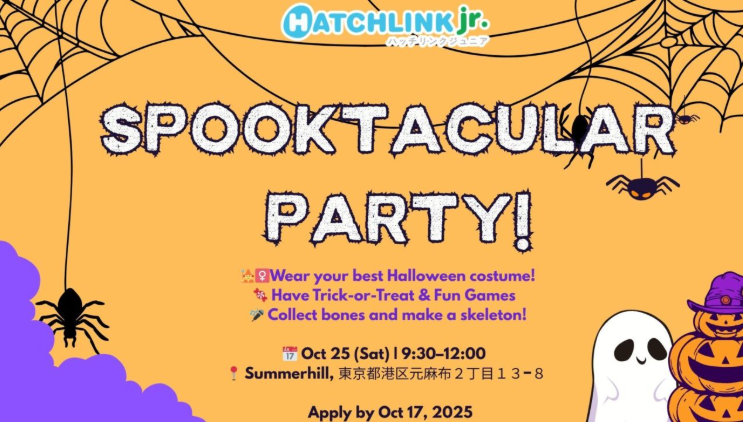 HATCHLINK jr.
ハッチリンクジュニア
SPOOKTACULAR
PARTY!
Wear your best Halloween costume!
Have Trick-or-Treat & Fun Games
Collect bones and make a skeleton!
Oct 25 (Sat) | 9:30–12:00
Summerhill, 東京都港区元麻布２丁目１３−８
Apply by Oct 17, 2025